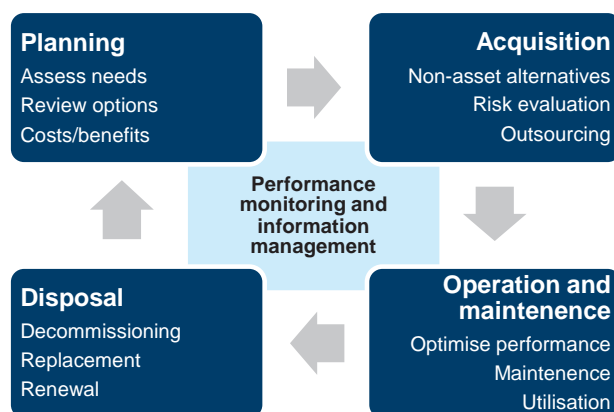 Planning
Assess needs
Review options
Costs/benefits
Acquisition
Non-asset alternatives
Risk evaluation
Outsourcing
Performance
monitoring and
information
management
Disposal
Decommissioning
Replacement
Renewal
Operation and
maintenence
Optimise performance
Maintenence
Utilisation